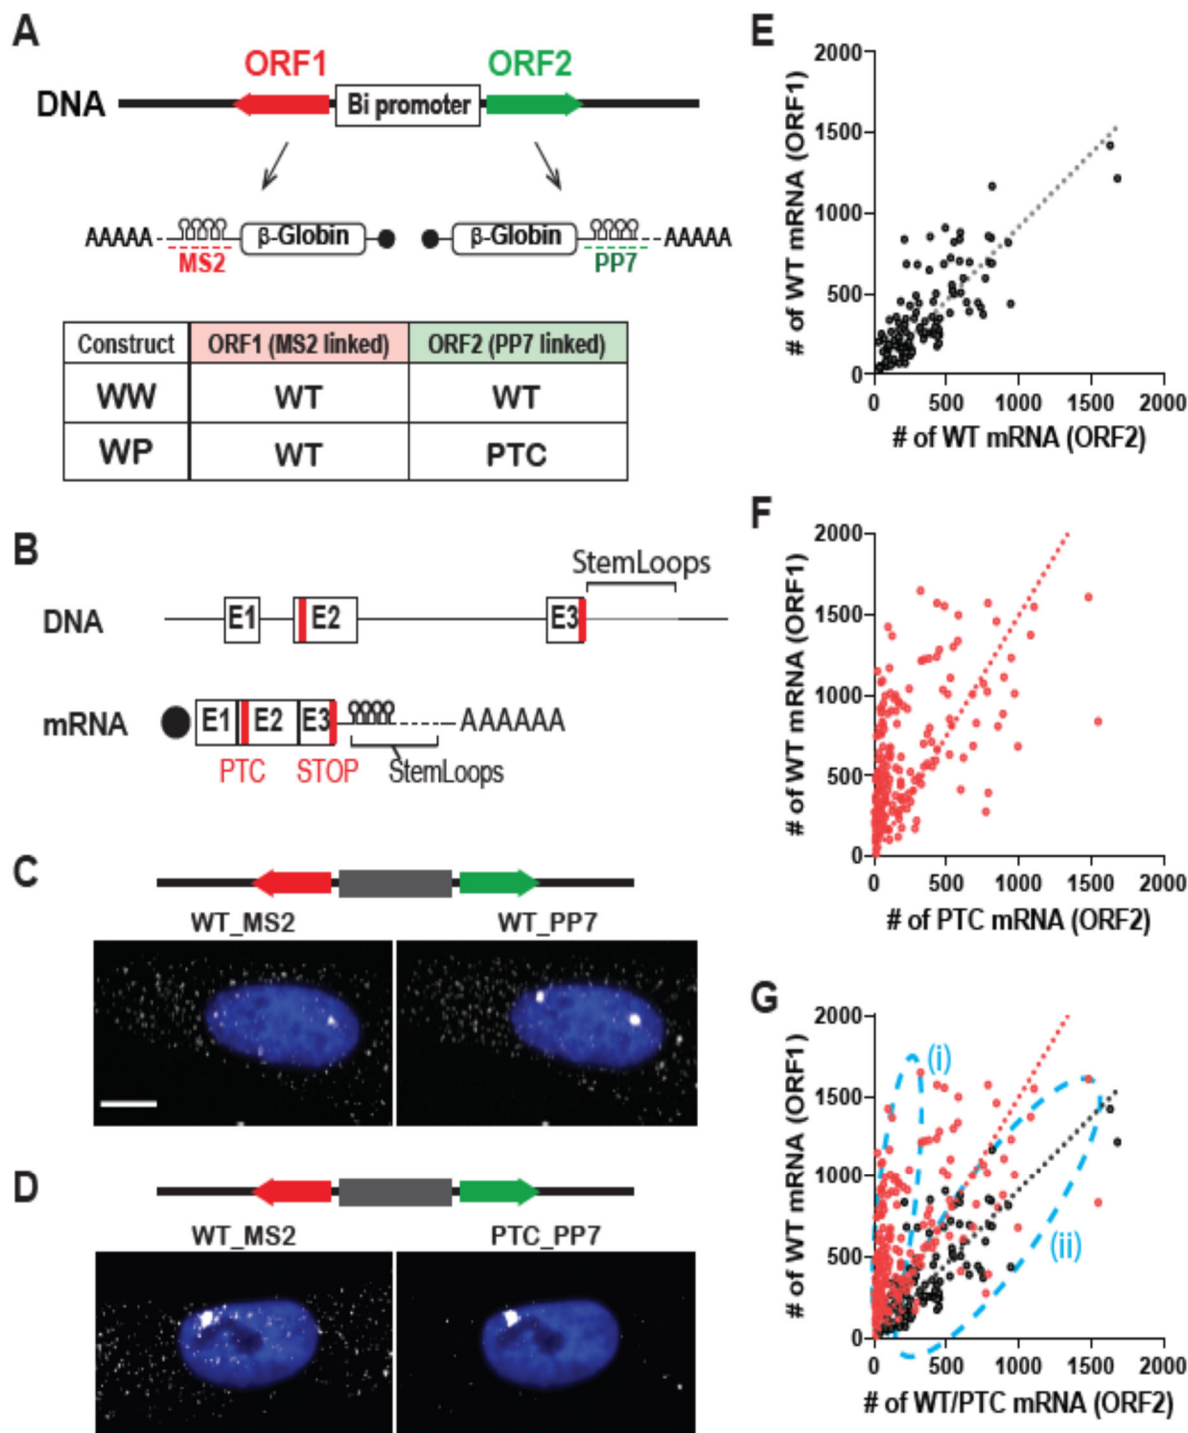 A
ORF1
ORF2
DNA
Bi promoter
AAAAA
β-Globin
β-Globin
AAAAA
MS2
PP7
Construct
ORF1 (MS2 linked)
ORF2 (PP7 linked)
WW
WT
WT
WP
WT
PTC
B
StemLoops
DNA
E1
E2
E3
mRNA
E1
E2
E3
AAAAAA
PTC
STOP
StemLoops
C
WT_MS2
WT_PP7
D
WT_MS2
PTC_PP7
E
# of WT mRNA (ORF1)
2000
1500
1000
500
0
0
500
1000
1500
2000
# of WT mRNA (ORF2)
F
# of WT mRNA (ORF1)
2000
1500
1000
500
0
0
500
1000
1500
2000
# of PTC mRNA (ORF2)
G
# of WT mRNA (ORF1)
2000
1500
1000
500
0
(i)
(ii)
0
500
1000
1500
2000
# of WT/PTC mRNA (ORF2)